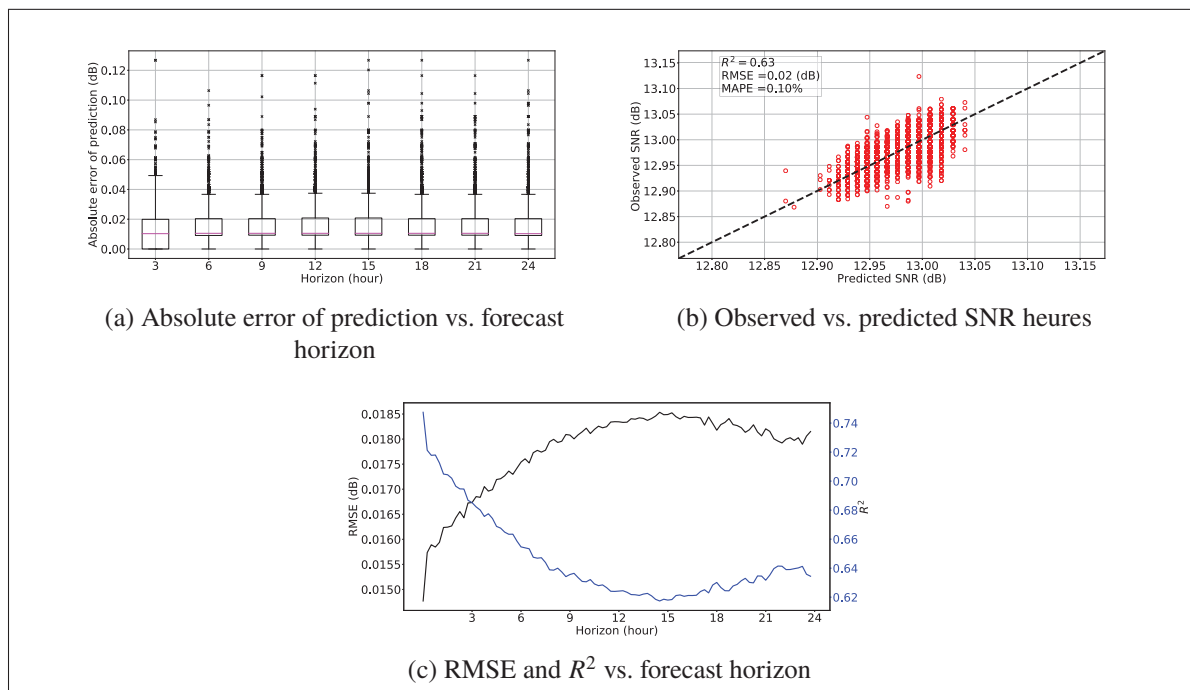 0.12
0.10
0.08
0.06
0.04
0.02
0.00
Absolute error of prediction (dB)
3 6 9 12 15 18 21 24
Horizon (hour)
(a) Absolute error of prediction vs. forecast
horizon
13.15
13.10
13.05
13.00
12.95
12.90
12.85
12.80
Observed SNR (dB)
R² = 0.63
RMSE =0.02 (dB)
MAPE =0.10%
12.80 12.85 12.90 12.95 13.00 13.05 13.10 13.15
Predicted SNR (dB)
(b) Observed vs. predicted SNR heures
0.0185
0.0180
0.0175
0.0170
0.0165
0.0160
0.0155
0.0150
RMSE (dB)
0.74
0.72
0.70
0.68
0.66
0.64
0.62
R²
3 6 9 12 15 18 21 24
Horizon (hour)
(c) RMSE and R² vs. forecast horizon